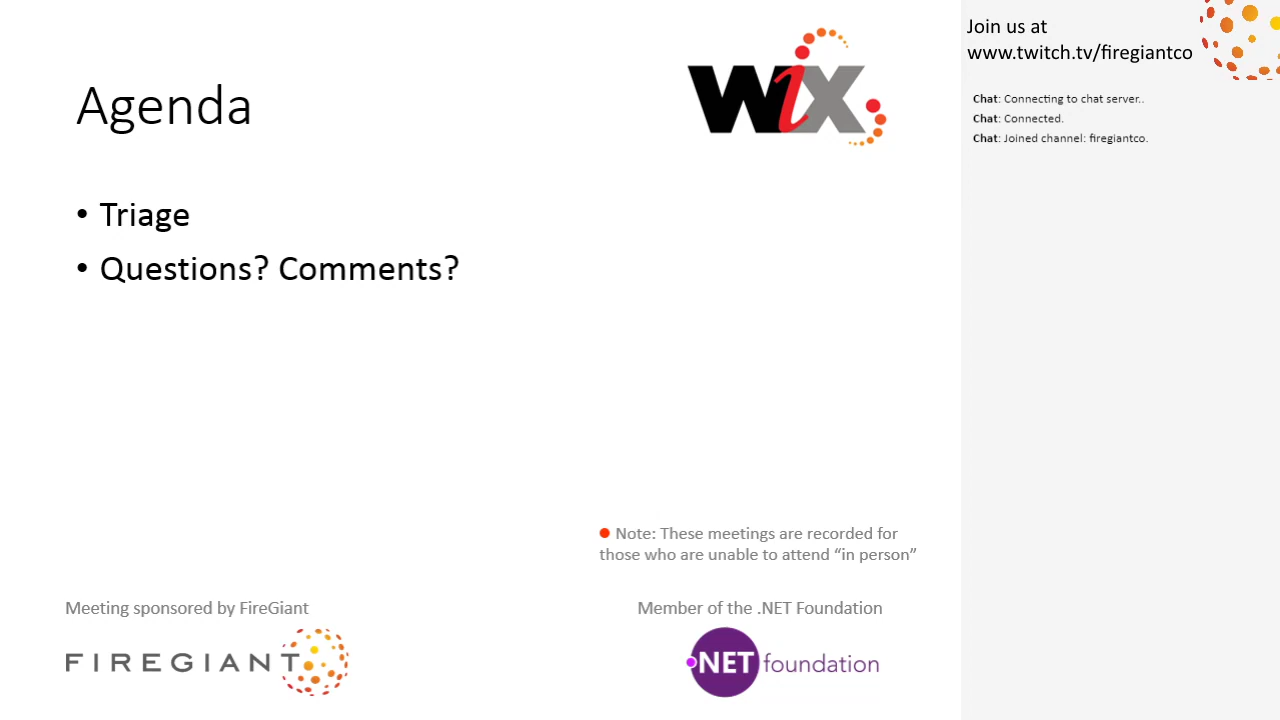 Agenda
WiX
• Triage
• Questions? Comments?
Note: These meetings are recorded for
those who are unable to attend “in person”
Meeting sponsored by FireGiant
FIREGIANT
Member of the .NET Foundation
.NET foundation
Join us at
www.twitch.tv/firegiantco
Chat: Connecting to chat server..
Chat: Connected.
Chat: Joined channel: firegiantco.